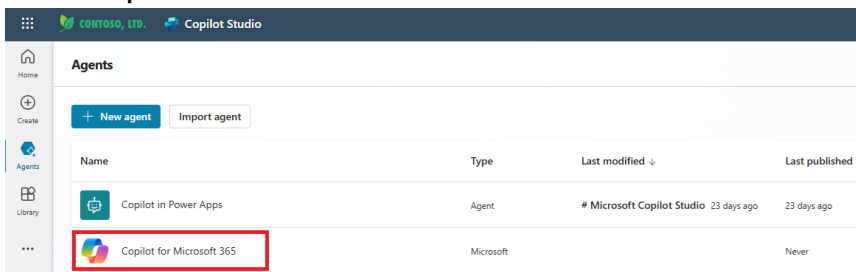 CONTOSO, LTD. Copilot Studio
Home
Agents
Create
+ New agent Import agent
Agents
Name Type Last modified ↓ Last published
Library
Copilot in Power Apps Agent # Microsoft Copilot Studio 23 days ago 23 days ago
...
Copilot for Microsoft 365 Microsoft Never